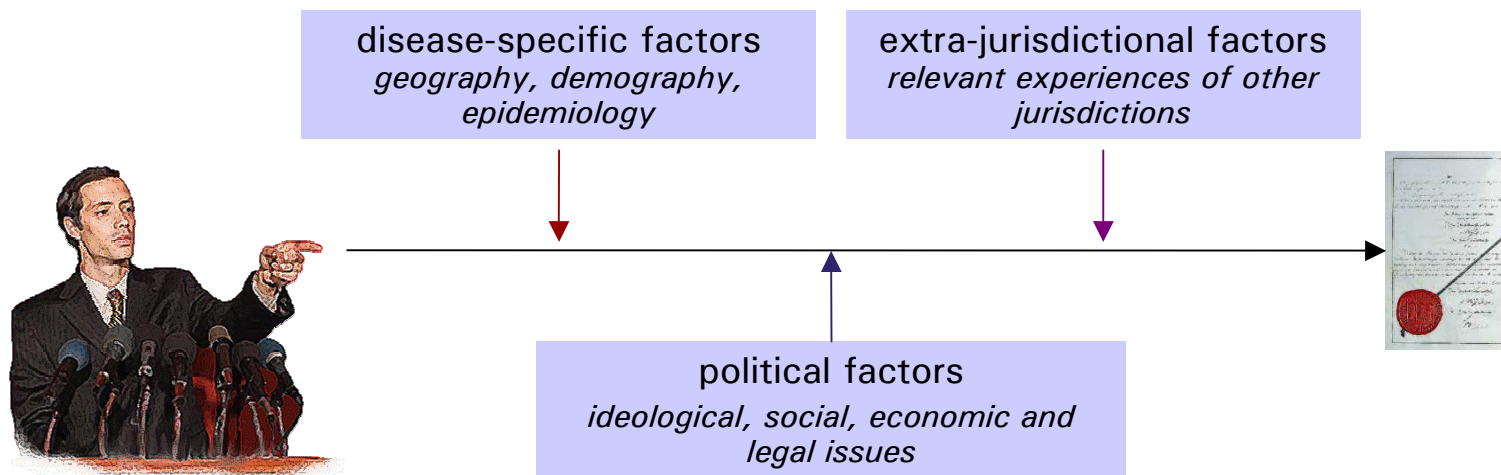 disease-specific factors
geography, demography,
epidemiology
extra-jurisdictional factors
relevant experiences of other
jurisdictions
political factors
ideological, social, economic and
legal issues